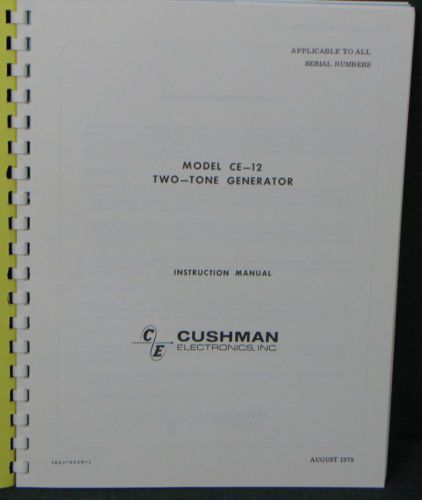 APPLICABLE TO ALL
SERIAL NUMBERS
MODEL CE-12
TWO-TONE GENERATOR
INSTRUCTION MANUAL
CE CUSHMAN
ELECTRONICS, INC.
AUGUST 1979